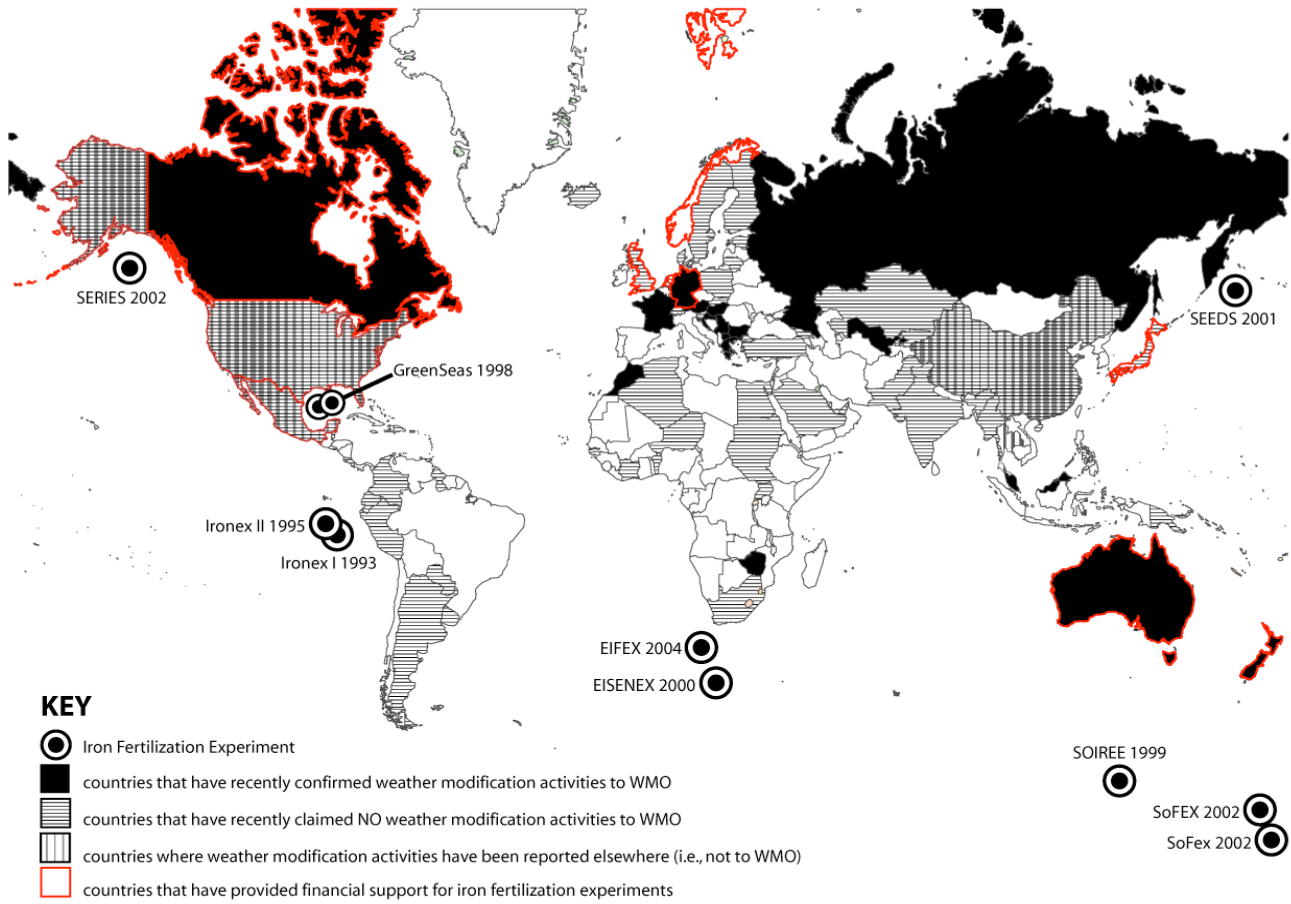 SERIES 2002
SEEDS 2001
GreenSeas 1998
Ironex II 1995
Ironex I 1993
EIFEX 2004
EISENEX 2000
KEY
Iron Fertilization Experiment
SOIREE 1999
countries that have recently confirmed weather modification activities to WMO
SoFEX 2002
countries that have recently claimed NO weather modification activities to WMO
SoFex 2002
countries where weather modification activities have been reported elsewhere (i.e., not to WMO)
countries that have provided financial support for iron fertilization experiments